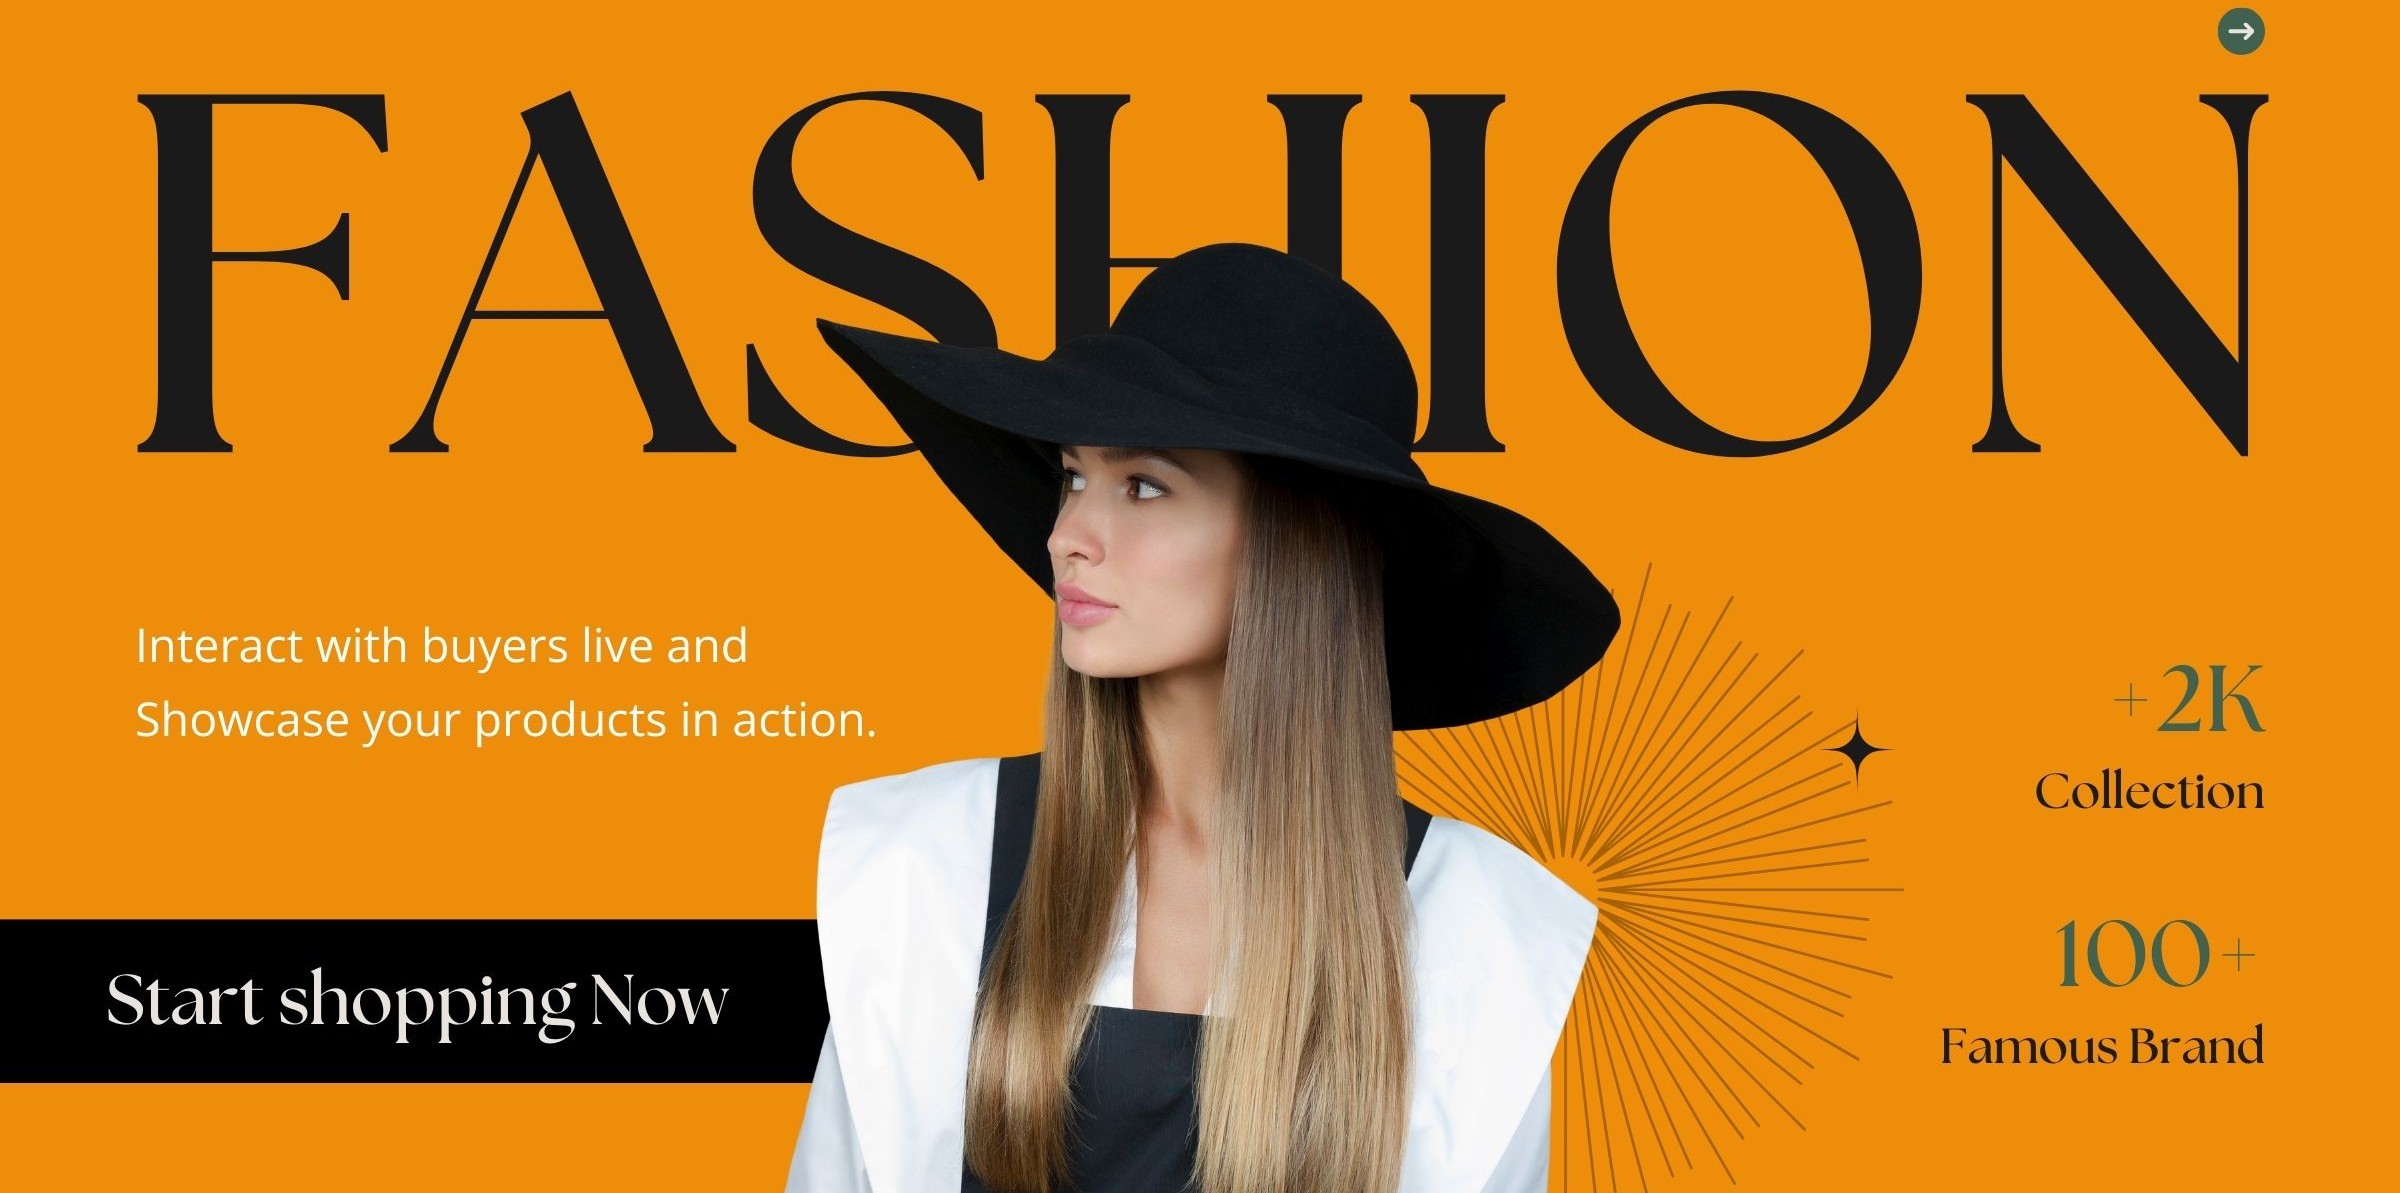 FASHION
Interact with buyers live and
Showcase your products in action.
Start shopping Now
+2K
Collection
100+
Famous Brand